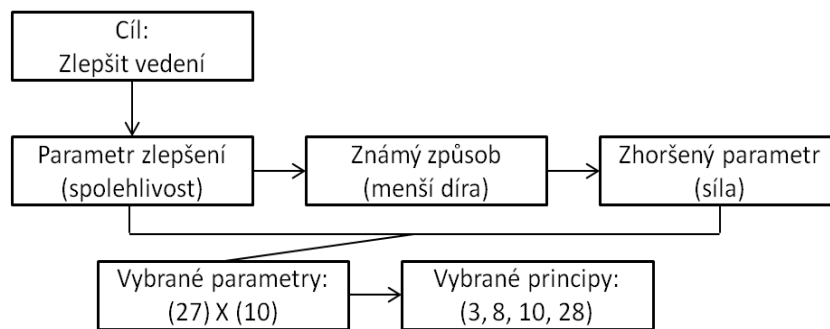 Cíl:
Zlepšit vedení
Parametr zlepšení
(spolehlivost)
Známý způsob
(menší díra)
Zhoršený parametr
(síla)
Vybrané parametry:
(27) X (10)
Vybrané principy:
(3, 8, 10, 28)